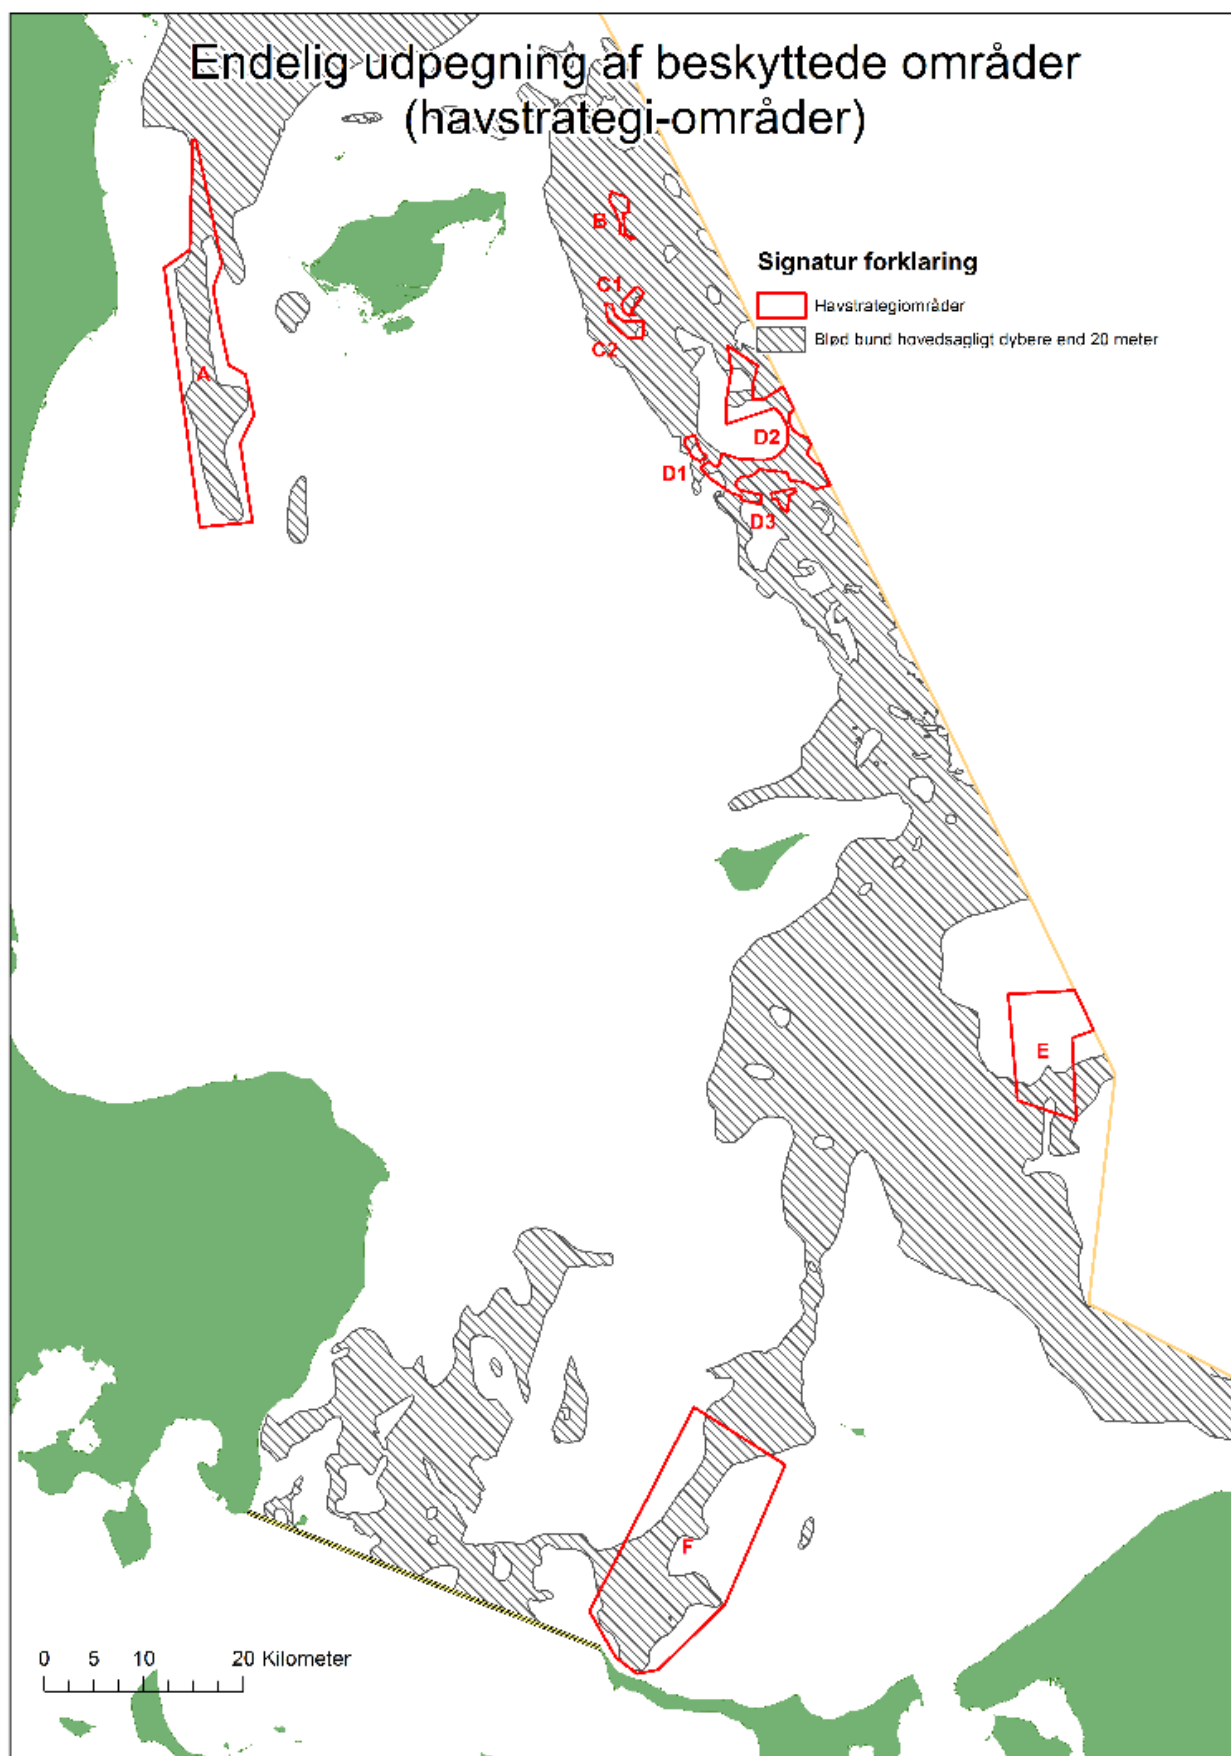 Endelig udpegning af beskyttede områder
(havstrategi-områder)
B
Signatur forklaring
C1
Havstrategiområder
Blød bund hovedsagligt dybere end 20 meter
C2
A
D2
D1
D3
E
F
0 5 10 20 Kilometer